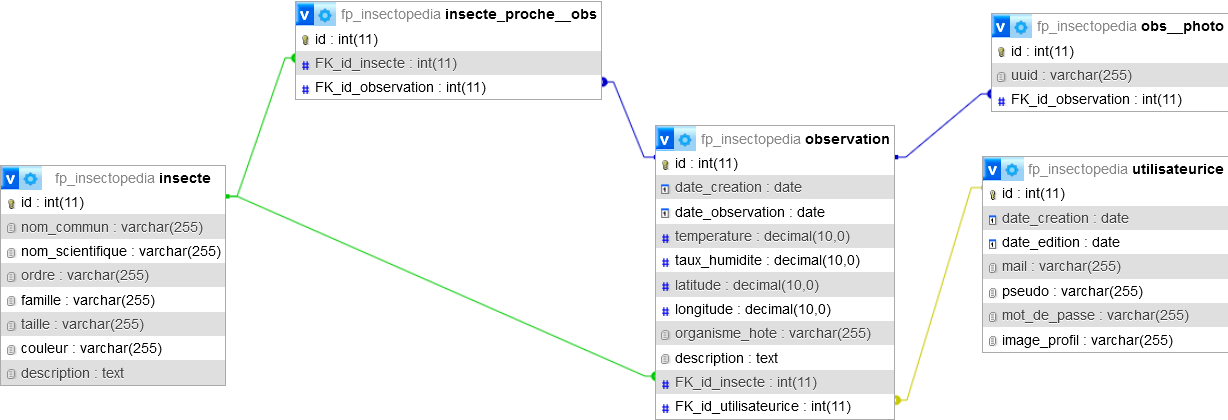 v fp_insectopedia insecte_proche__obs
id : int(11)
FK_id_insecte : int(11)
FK_id_observation : int(11)
v fp_insectopedia obs__photo
id : int(11)
uuid : varchar(255)
FK_id_observation : int(11)
v fp_insectopedia observation
id : int(11)
date_creation : date
date_observation : date
temperature : decimal(10,0)
taux_humidite : decimal(10,0)
latitude : decimal(10,0)
longitude : decimal(10,0)
organisme_hote : varchar(255)
description : text
FK_id_insecte : int(11)
FK_id_utilisateurice : int(11)
v fp_insectopedia insecte
id : int(11)
nom_commun : varchar(255)
nom_scientifique : varchar(255)
ordre : varchar(255)
famille : varchar(255)
taille : varchar(255)
couleur : varchar(255)
description : text
v fp_insectopedia utilisateurice
id : int(11)
date_creation : date
date_edition : date
mail : varchar(255)
pseudo : varchar(255)
mot_de_passe : varchar(255)
image_profil : varchar(255)